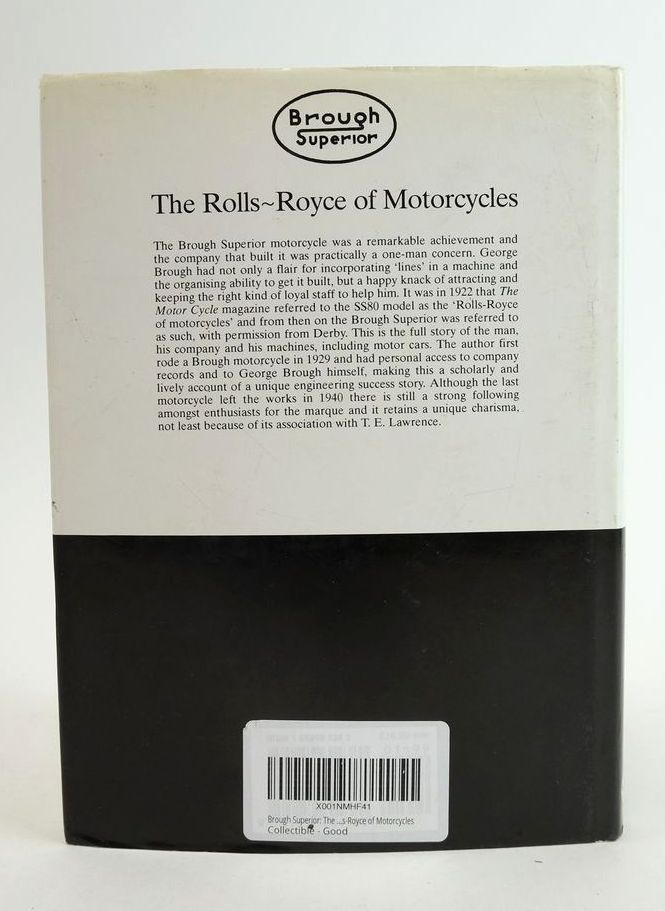 Brough
Superior
The Rolls~Royce of Motorcycles
The Brough Superior motorcycle was a remarkable achievement and
the company that built it was practically a one-man concern. George
Brough had not only a flair for incorporating ‘lines’ in a machine and
the organising ability to get it built, but a happy knack of attracting and
keeping the right kind of loyal staff to help him. It was in 1922 that The
Motor Cycle magazine referred to the SS80 model as the ‘Rolls-Royce
of motorcycles’ and from then on the Brough Superior was referred to
as such, with permission from Derby. This is the full story of the man,
his company and his machines, including motor cars. The author first
rode a Brough motorcycle in 1929 and had personal access to company
records and to George Brough himself, making this a scholarly and
lively account of a unique engineering success story. Although the last
motorcycle left the works in 1940 there is still a strong following
amongst enthusiasts for the marque and it retains a unique charisma,
not least because of its association with T. E. Lawrence.
X001NMHF41
Brough Superior: The ...s-Royce of Motorcycles
Collectible - Good